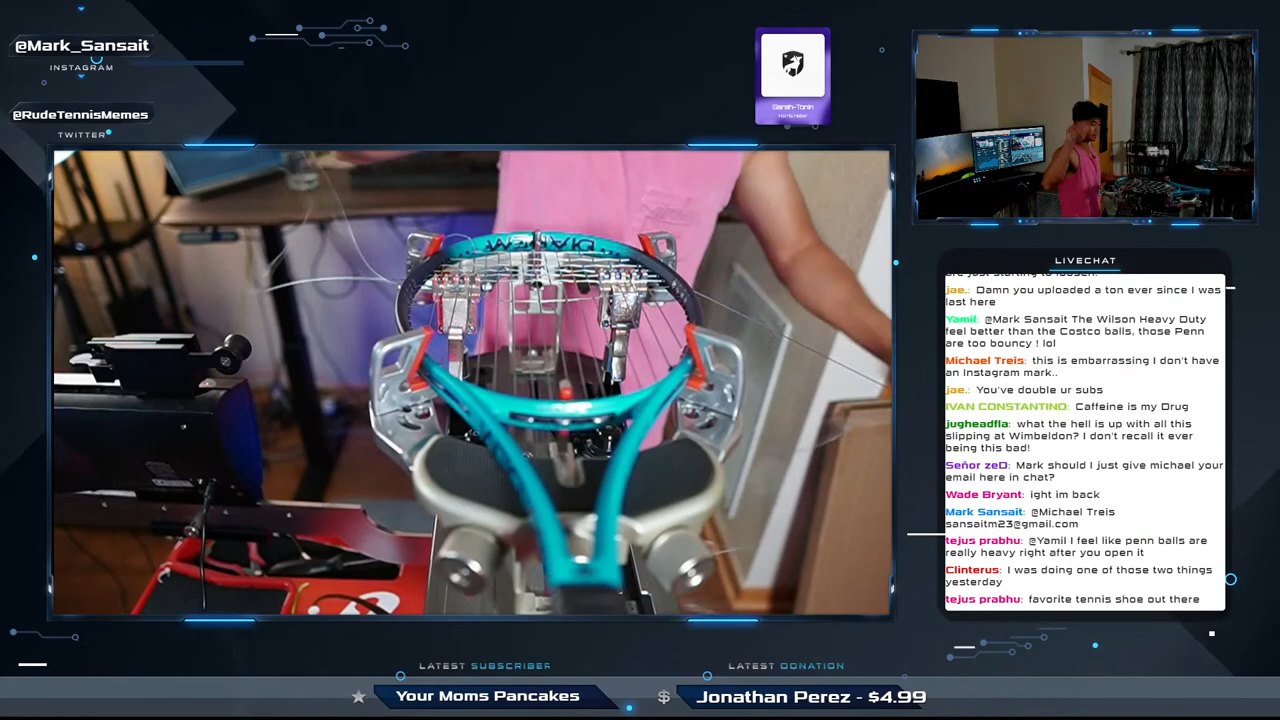 @Mark_Sansait
INSTAGRAM
@RudeTennisMemes
TWITTER
Sarah-Tonin
LIVECHAT
are just starting to loosen.
jae.: Damn you uploaded a ton ever since I was
last here
Yamil: @Mark Sansait The Wilson Heavy Duty
feel better than the Costco balls, those Penn
are too bouncy ! lol
Michael Treis: this is embarrassing I don't have
an Instagram mark..
jae.: You've double ur subs
IVAN CONSTANTINO: Caffeine is my Drug
jugheadfla: what the hell is up with all this
slipping at Wimbeldon? I don't recall it ever
being this bad!
Señor zeD: Mark should I just give michael your
email here in chat?
Wade Bryant: ight im back
Mark Sansait: @Michael Treis
sansaitm23@gmail.com
tejus prabhu: @Yamil I feel like penn balls are
really heavy right after you open it
Clinterus: I was doing one of those two things
yesterday
tejus prabhu: favorite tennis shoe out there
LATEST SUBSCRIBER
LATEST DONATION
Your Moms Pancakes
$ Jonathan Perez - $4.99